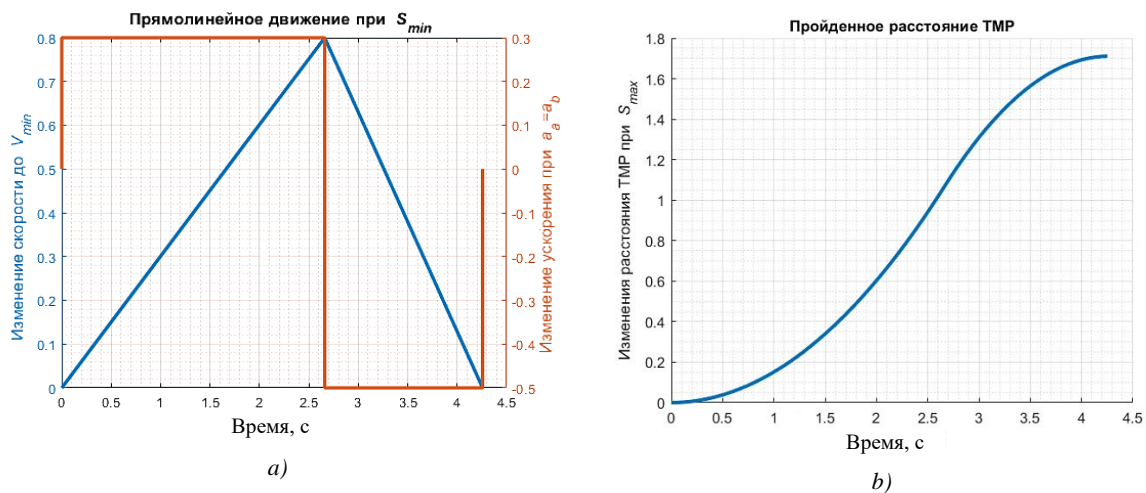 Прямолинейное движение при S_min
Изменение скорости до V_min
0.8
0.7
0.6
0.5
0.4
0.3
0.2
0.1
0
0.3
0.2
0.1
0
-0.1
-0.2
-0.3
-0.4
-0.5
Изменение ускорения при a_a=a_b
0 0.5 1 1.5 2 2.5 3 3.5 4 4.5
Время, с
a)
Пройденное расстояние ТМР
Изменения расстояния ТМР при S_max
1.8
1.6
1.4
1.2
1
0.8
0.6
0.4
0.2
0
0 0.5 1 1.5 2 2.5 3 3.5 4 4.5
Время, с
b)